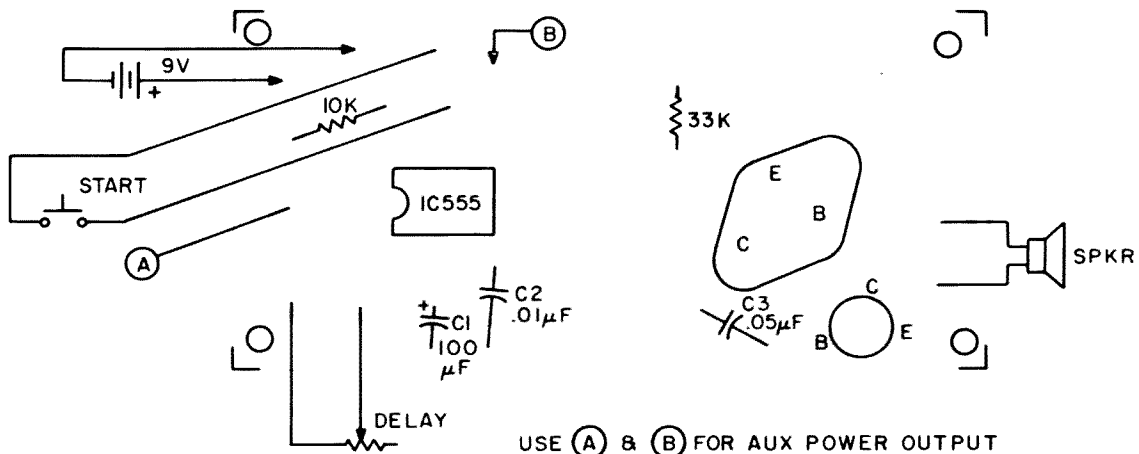 B
9V
+
10K
33K
START
E
IC555
B
C
A
SPKR
C2
.01µF
+
C1
100
µF
C3
.05µF
C
B
E
DELAY
USE A & B FOR AUX POWER OUTPUT